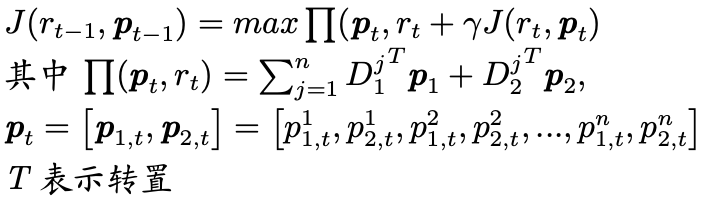 J(r_{t-1}, p_{t-1}) = max ∏(p_t, r_t + γJ(r_t, p_t)
其中 ∏(p_t, r_t) = ∑_{j=1}^{n} D_1^{j^T} p_1 + D_2^{j^T} p_2,
p_t = [p_{1,t}, p_{2,t}] = [p_{1,t}^1, p_{2,t}^1, p_{1,t}^2, p_{2,t}^2, ..., p_{1,t}^n, p_{2,t}^n]
T 表示转置